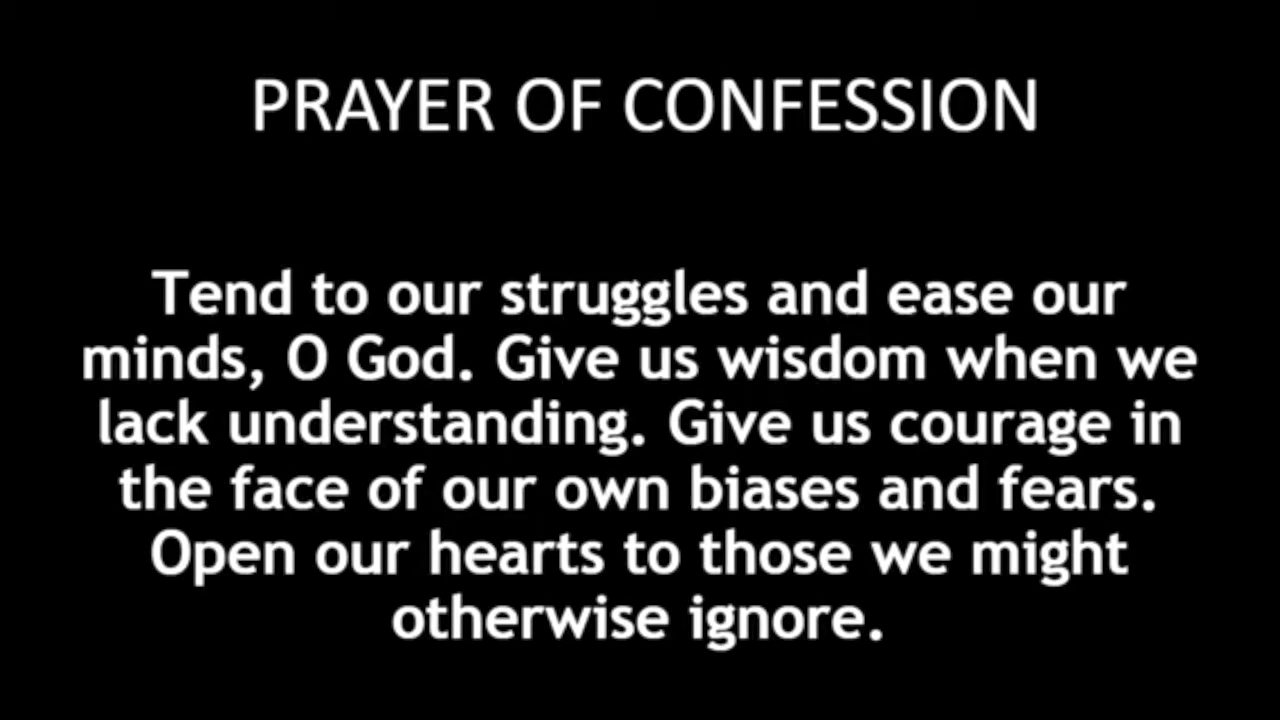 PRAYER OF CONFESSION
Tend to our struggles and ease our
minds, O God. Give us wisdom when we
lack understanding. Give us courage in
the face of our own biases and fears.
Open our hearts to those we might
otherwise ignore.